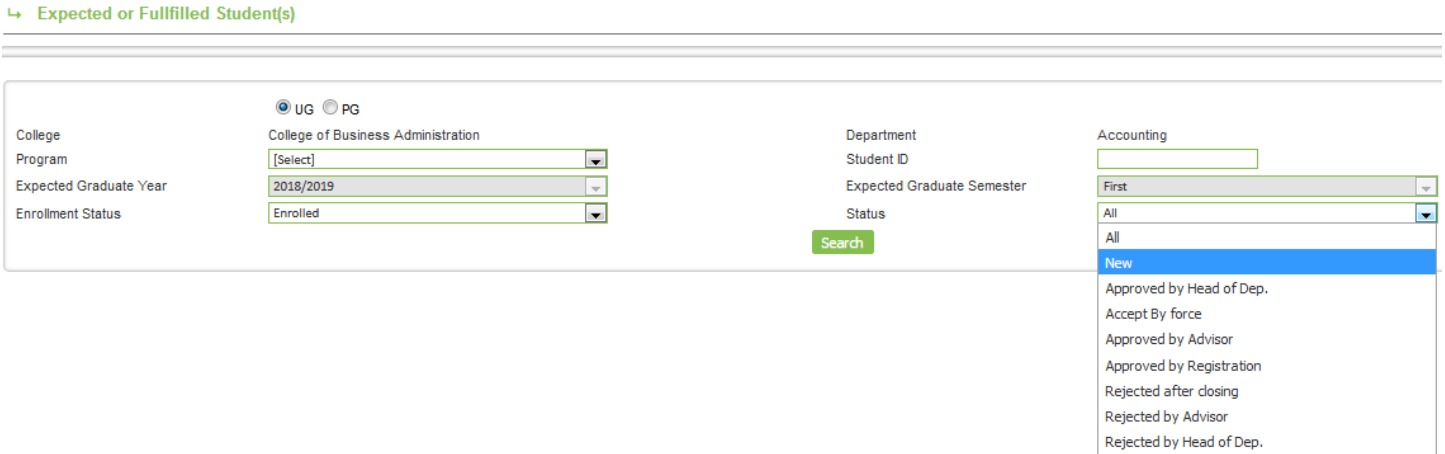 Expected or Fullfilled Student(s)
UG PG
College College of Business Administration Department Accounting
Program [Select] Student ID
Expected Graduate Year 2018/2019 Expected Graduate Semester First
Enrollment Status Enrolled Status All
Search
All
New
Approved by Head of Dep.
Accept By force
Approved by Advisor
Approved by Registration
Rejected after closing
Rejected by Advisor
Rejected by Head of Dep.